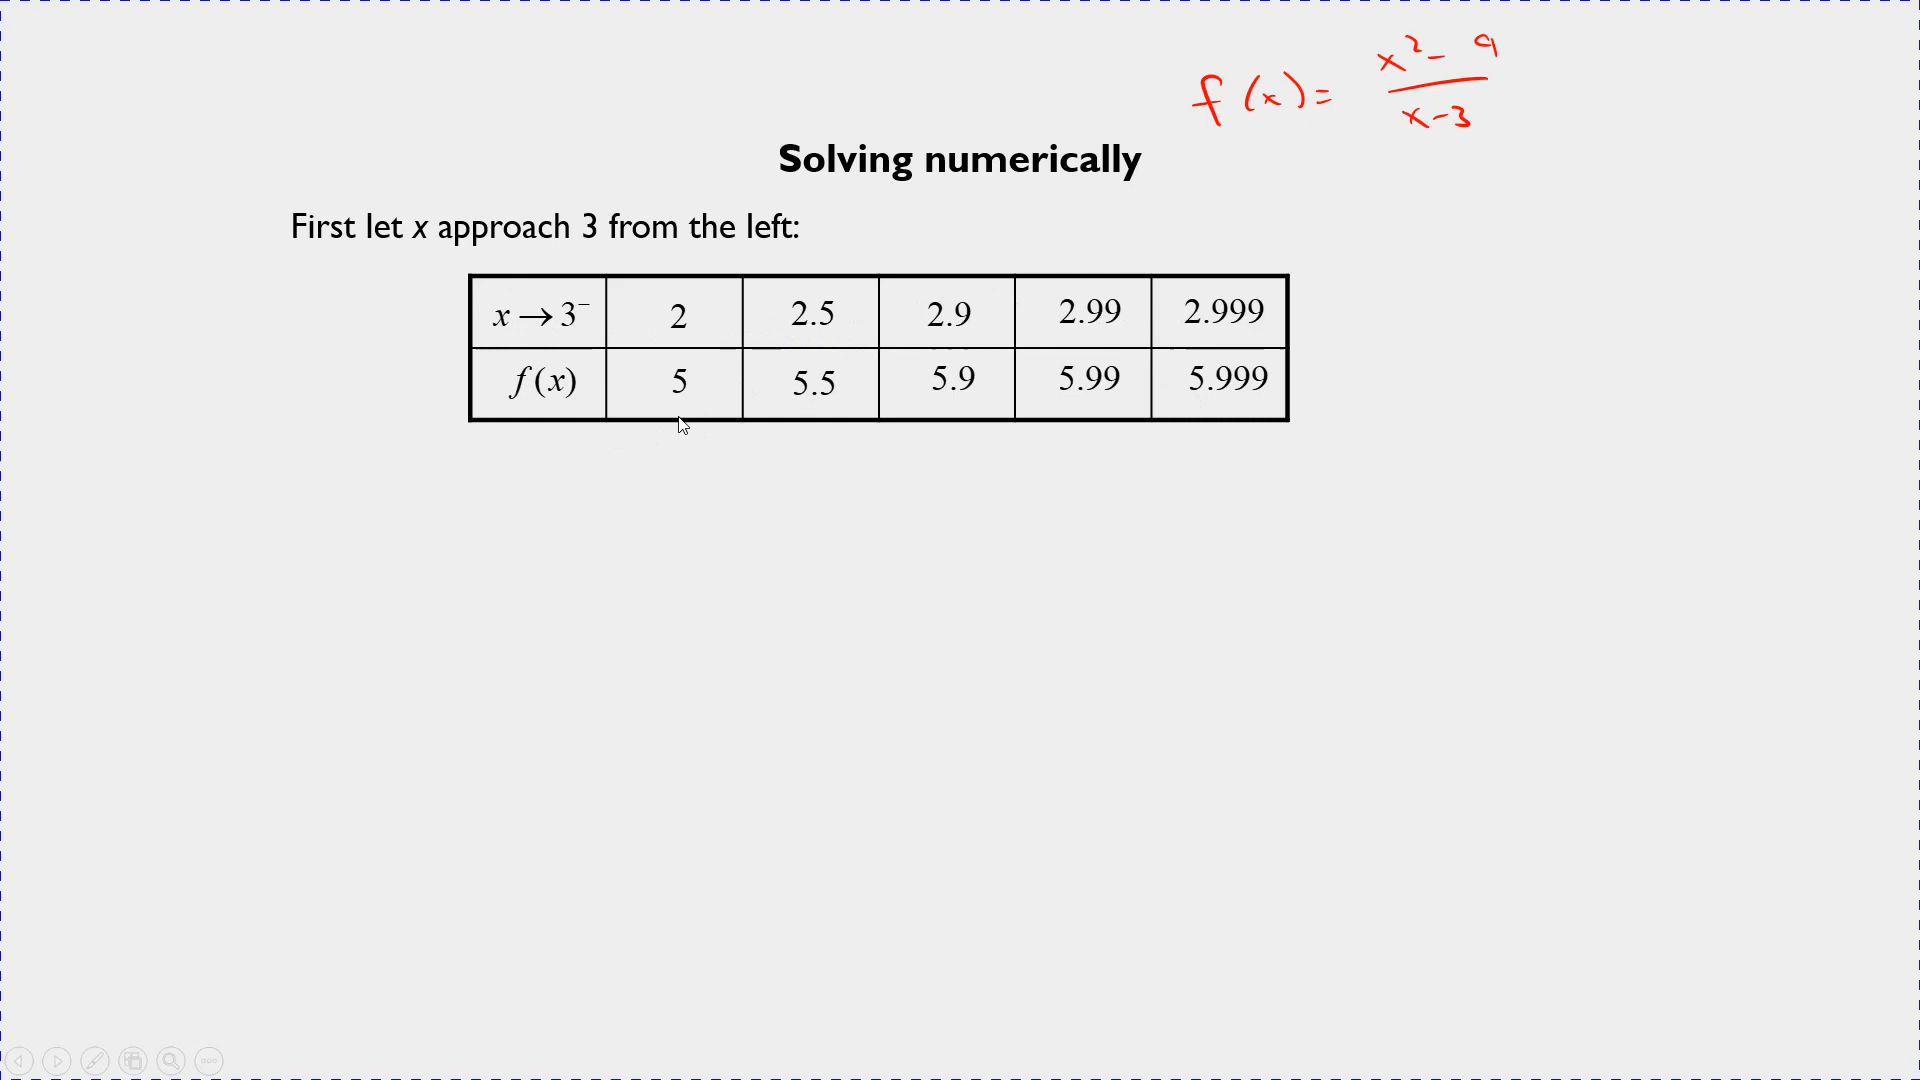 f(x) = x² - 9 / x - 3
Solving numerically
First let x approach 3 from the left:
x → 3⁻ 2 2.5 2.9 2.99 2.999
f(x) 5 5.5 5.9 5.99 5.999